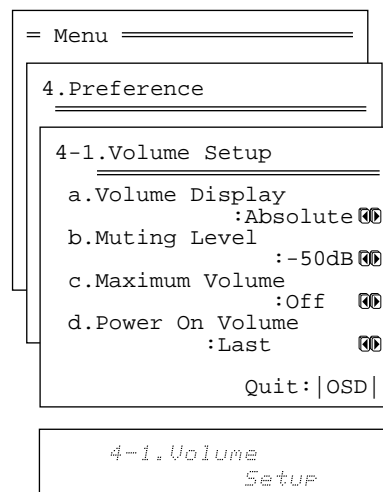 Menu
4.Preference
4-1.Volume Setup
a.Volume Display
:Absolute
b.Muting Level
:-50dB
c.Maximum Volume
:Off
d.Power On Volume
:Last
Quit:|OSD|
4-1.Volume
Setup